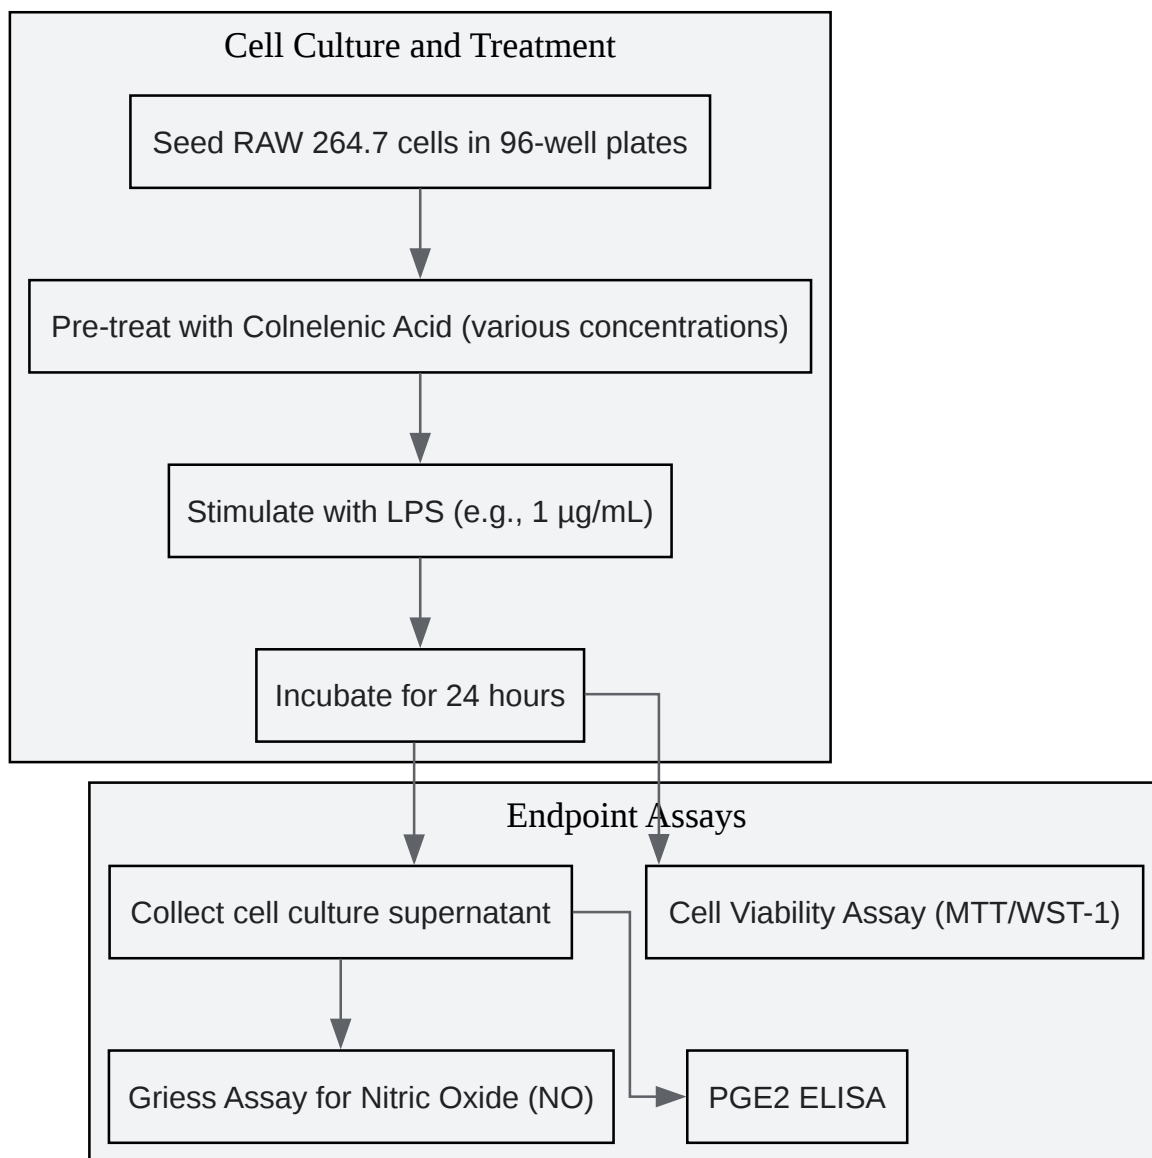 Cell Culture and Treatment
Seed RAW 264.7 cells in 96-well plates
Pre-treat with Colnelenic Acid (various concentrations)
Stimulate with LPS (e.g., 1 µg/mL)
Incubate for 24 hours
Endpoint Assays
Collect cell culture supernatant
Cell Viability Assay (MTT/WST-1)
Griess Assay for Nitric Oxide (NO)
PGE2 ELISA